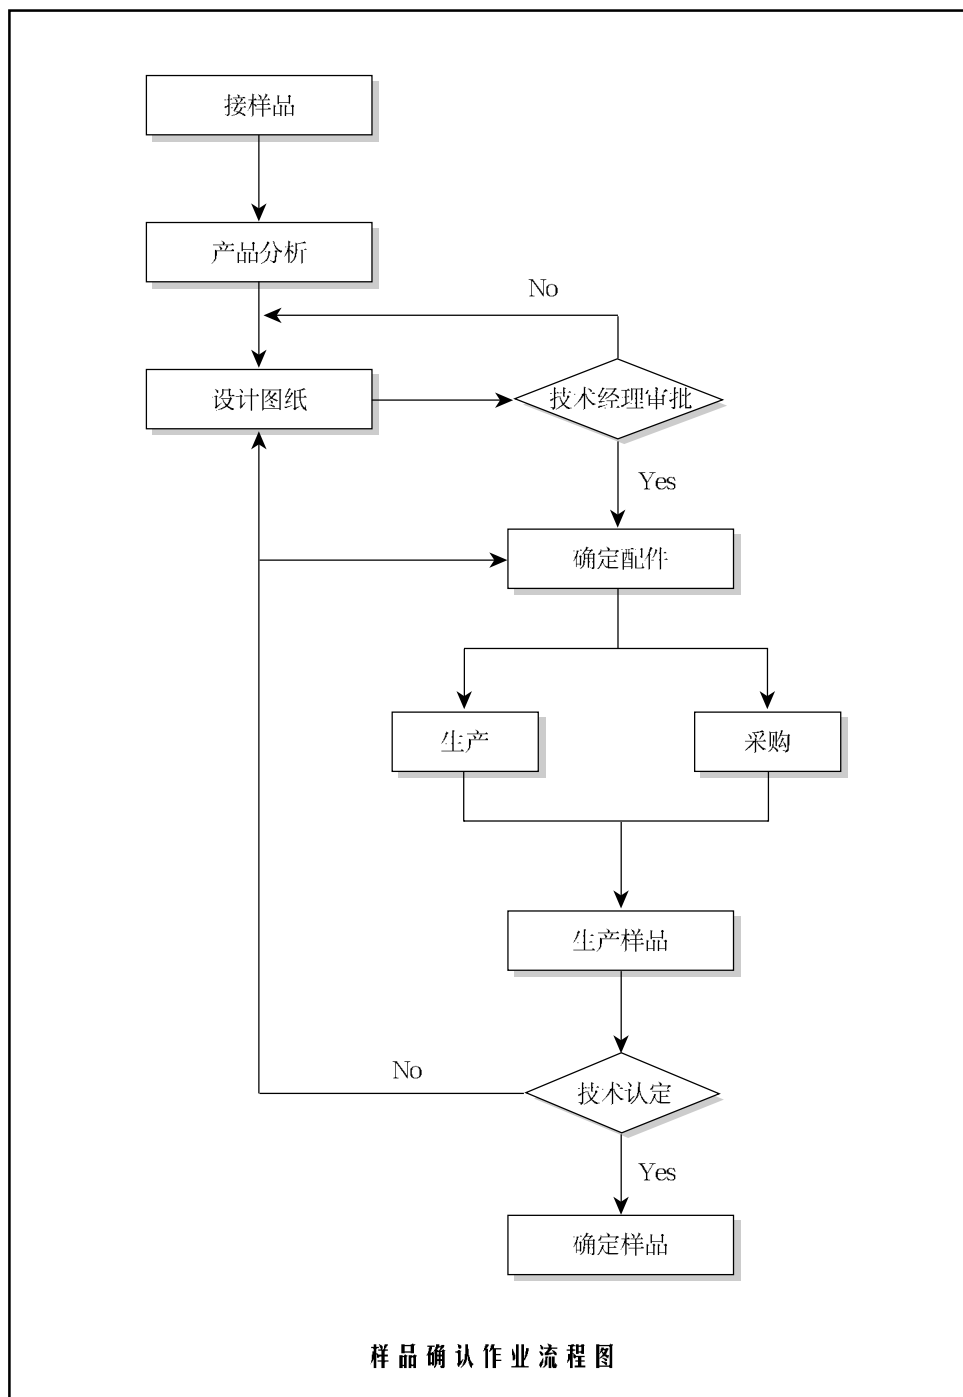 接样品
产品分析
No
设计图纸
技术经理审批
Yes
确定配件
生产
采购
生产样品
No
技术认定
Yes
确定样品
样品确认作业流程图